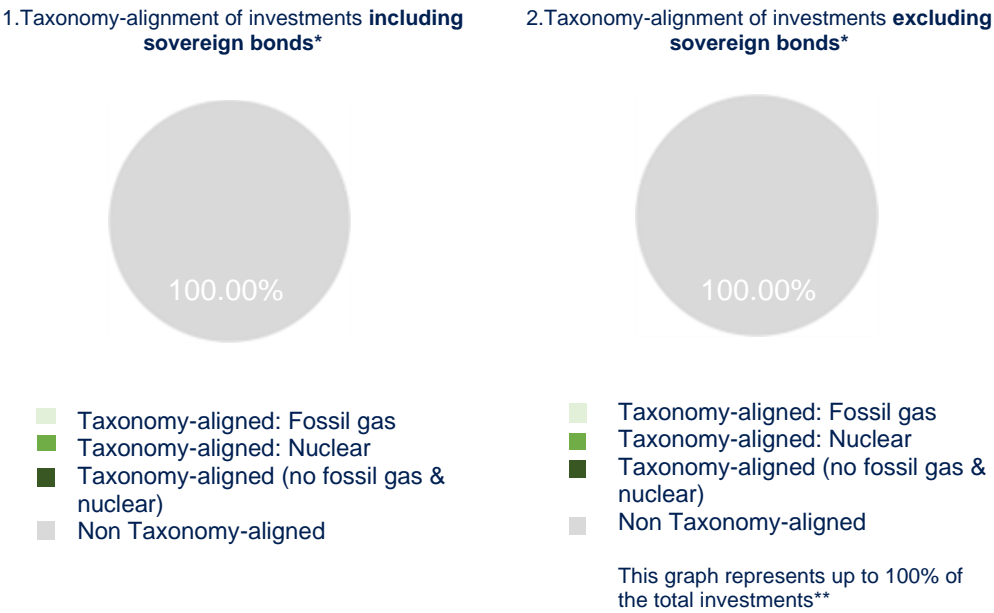 1.Taxonomy-alignment of investments including
sovereign bonds*
100.00%
Taxonomy-aligned: Fossil gas
Taxonomy-aligned: Nuclear
Taxonomy-aligned (no fossil gas &
nuclear)
Non Taxonomy-aligned
2.Taxonomy-alignment of investments excluding
sovereign bonds*
100.00%
Taxonomy-aligned: Fossil gas
Taxonomy-aligned: Nuclear
Taxonomy-aligned (no fossil gas &
nuclear)
Non Taxonomy-aligned
This graph represents up to 100% of
the total investments**